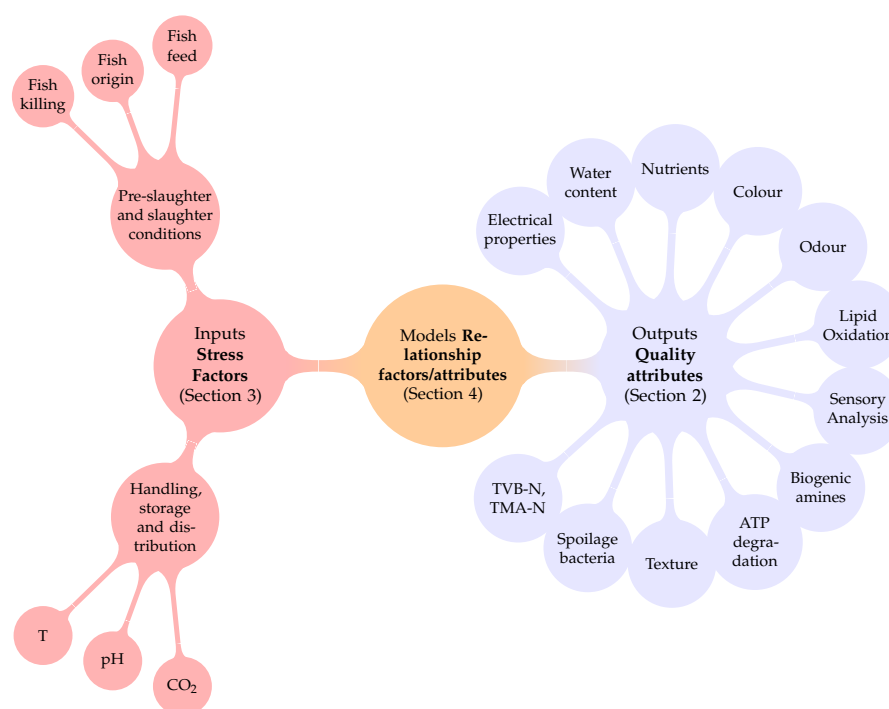 Fish
feed
Fish
origin
Fish
killing
Pre-slaughter
and slaughter
conditions
Inputs
Stress
Factors
(Section 3)
Handling,
storage
and dis-
tribution
T
pH
CO₂
Models Re-
lationship
factors/attributes
(Section 4)
Outputs
Quality
attributes
(Section 2)
Electrical
properties
Water
content
Nutrients
Colour
Odour
Lipid
Oxidation
Sensory
Analysis
Biogenic
amines
ATP
degra-
dation
Texture
Spoilage
bacteria
TVB-N,
TMA-N